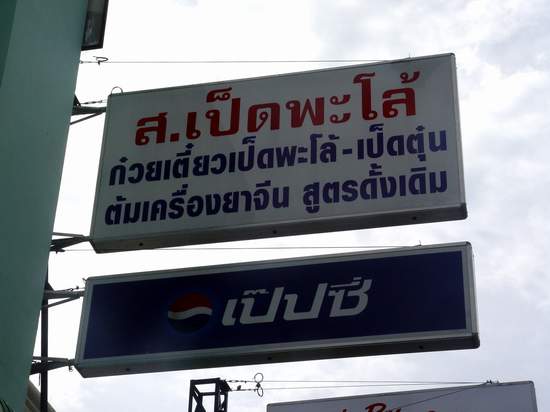 ส.เป็ดพะโล้
ก๋วยเตี๋ยวเป็ดพะโล้-เป็ดตุ๋น
ต้มเครื่องยาจีน สูตรดั้งเดิม
เป๊ปซี่